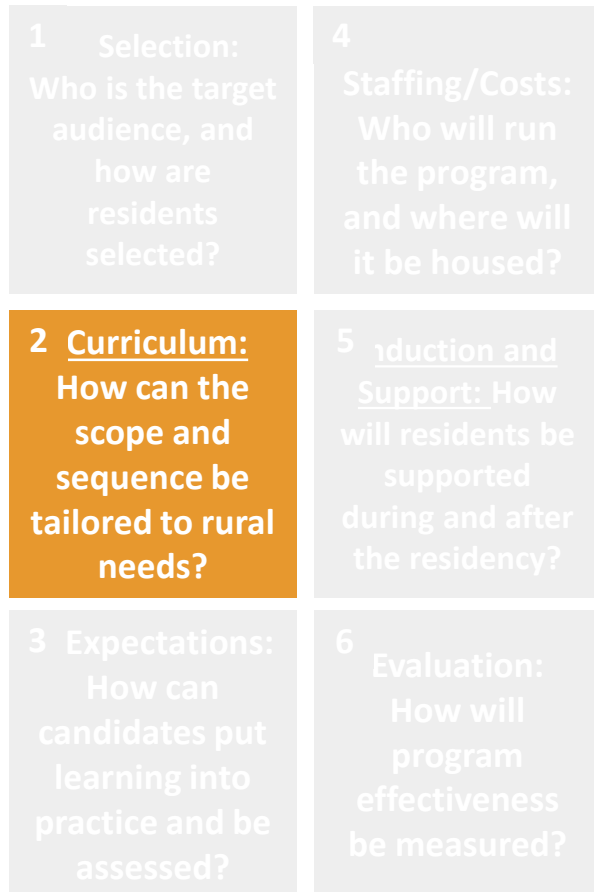 1 Selection:
Who is the target
audience, and
how are
residents
selected?
2 Curriculum:
How can the
scope and
sequence be
tailored to rural
needs?
3 Expectations:
How can
candidates put
learning into
practice and be
assessed?
4
Staffing/Costs:
Who will run
the program,
and where will
it be housed?
5 nduction and
Support: How
will residents be
supported
during and after
the residency?
6
Evaluation:
How will
program
effectiveness
be measured?